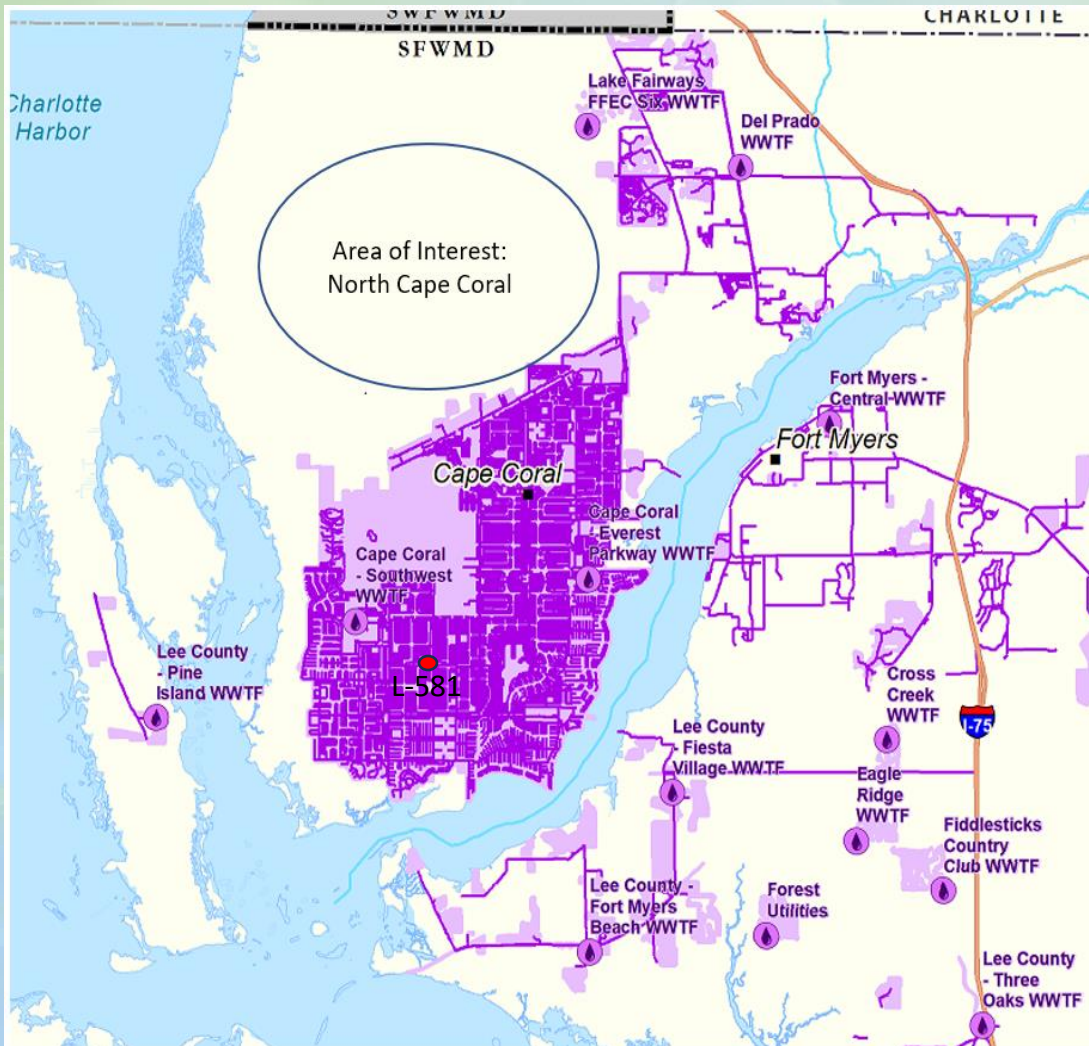 SWFWMD
SFWMD
CHARLOTTE
Charlotte
Harbor
Lake Fairways
FFEC Six WWTF
Del Prado
WWTF
Area of Interest:
North Cape Coral
Fort Myers -
Central WWTF
Fort Myers
Cape Coral
Cape Coral
- Everest
Parkway WWTF
Cape Coral
- Southwest
WWTF
L-581
Lee County
- Pine
Island WWTF
Cross
Creek
WWTF
I-75
Lee County
- Fiesta
Village WWTF
Eagle
Ridge
WWTF
Fiddlesticks
Country
Club WWTF
Lee County -
Fort Myers
Beach WWTF
Forest
Utilities
Lee County
- Three
Oaks WWTF